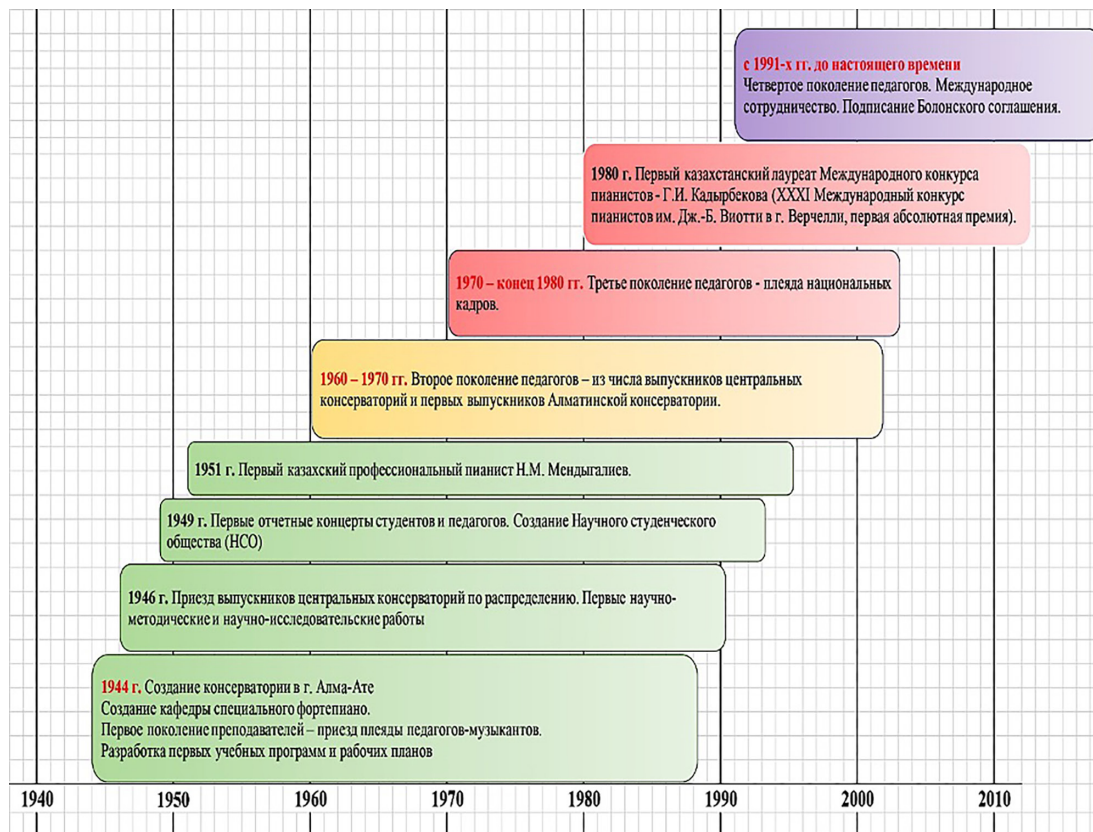 с 1991-х гг. до настоящего времени
Четвертое поколение педагогов. Международное
сотрудничество. Подписание Болонского соглашения.
1980 г. Первый казахстанский лауреат Международного конкурса
пианистов - Г.И. Кадырбекова (XXXI Международный конкурс
пианистов им. Дж.-Б. Виотти в г. Верчелли, первая абсолютная премия).
1970 – конец 1980 гг. Третье поколение педагогов - плеяда национальных
кадров.
1960 – 1970 гг. Второе поколение педагогов – из числа выпускников центральных
консерваторий и первых выпускников Алматинской консерватории.
1951 г. Первый казахский профессиональный пианист Н.М. Мендыгалиев.
1949 г. Первые отчетные концерты студентов и педагогов. Создание Научного студенческого
общества (НСО)
1946 г. Приезд выпускников центральных консерваторий по распределению. Первые научно-
методические и научно-исследовательские работы
1944 г. Создание консерватории в г. Алма-Ате
Создание кафедры специального фортепиано.
Первое поколение преподавателей – приезд плеяды педагогов-музыкантов.
Разработка первых учебных программ и рабочих планов
1940 1950 1960 1970 1980 1990 2000 2010